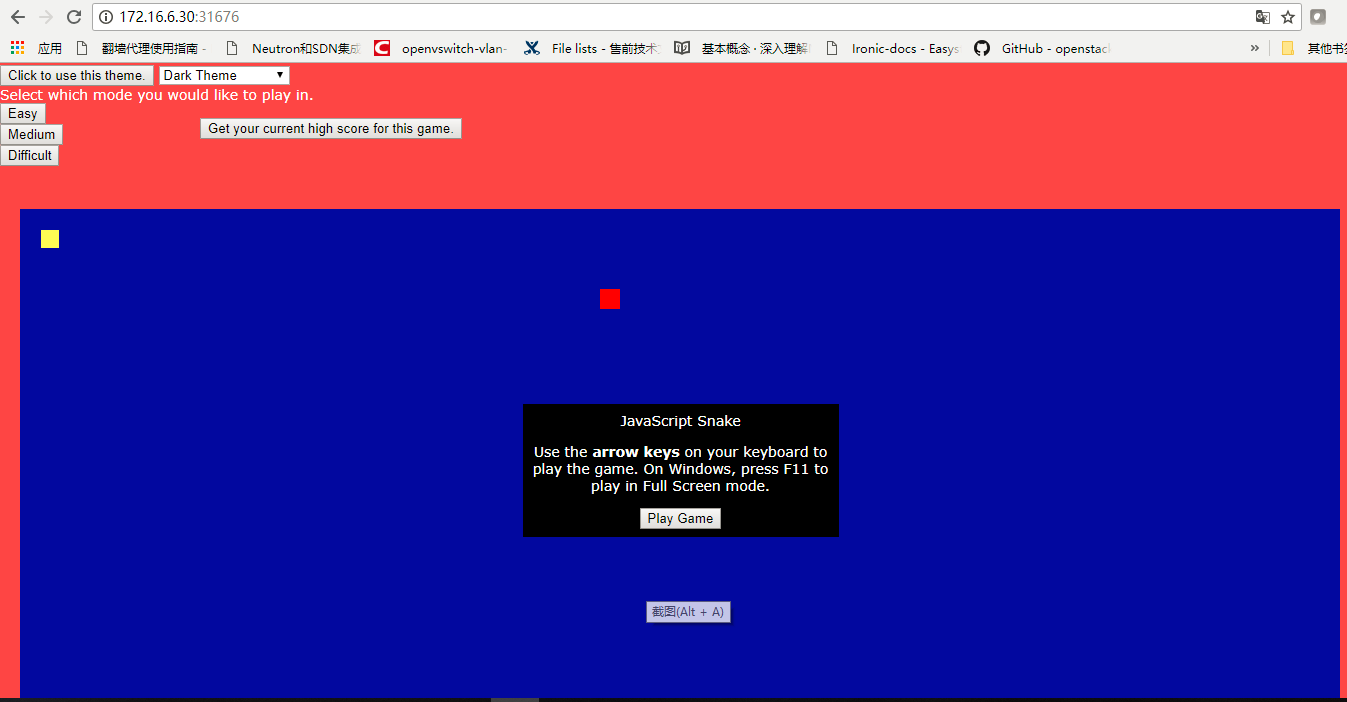 172.16.6.30:31676
应用 翻墙代理使用指南 - Neutron和SDN集成 openvswitch-vlan- File lists - 售前技术 基本概念 · 深入理解 Ironic-docs - Easys GitHub - openstack » 其他书签
Click to use this theme. Dark Theme
Select which mode you would like to play in.
Easy
Get your current high score for this game.
Medium
Difficult
JavaScript Snake
Use the arrow keys on your keyboard to
play the game. On Windows, press F11 to
play in Full Screen mode.
Play Game
截图(Alt + A)